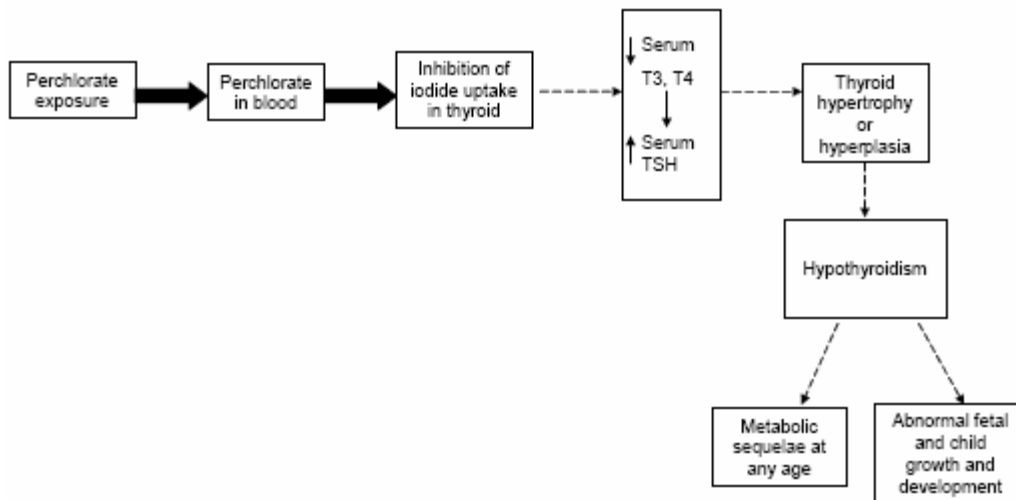 Perchlorate
exposure
Perchlorate
in blood
Inhibition of
iodide uptake
in thyroid
↓ Serum
T3, T4
↑ Serum
TSH
Thyroid
hypertrophy
or
hyperplasia
Hypothyroidism
Metabolic
sequelae at
any age
Abnormal fetal
and child
growth and
development